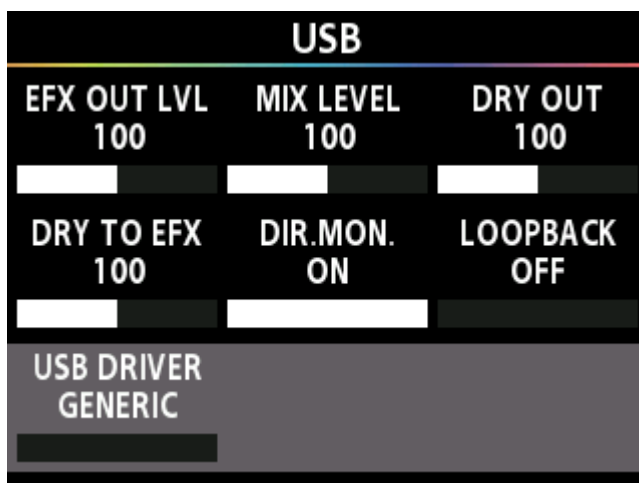 USB
EFX OUT LVL
100
MIX LEVEL
100
DRY OUT
100
DRY TO EFX
100
DIR.MON.
ON
LOOPBACK
OFF
USB DRIVER
GENERIC